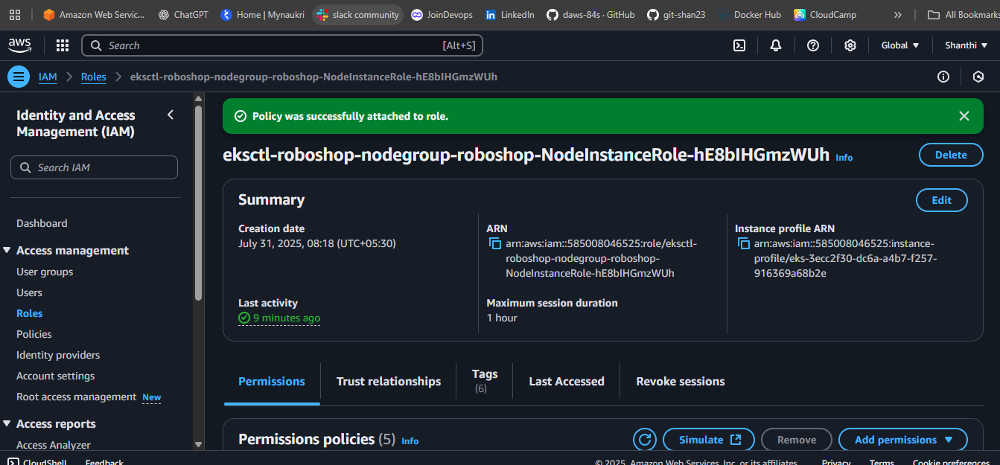 Amazon Web Servic...
ChatGPT
Home | Mynaukri
slack community
JoinDevops
LinkedIn
daws-84s · GitHub
git-shan23
Docker Hub
CloudCamp
»
All Bookmarks
aws
Search
[Alt+S]
Global
Shanthi
IAM
Roles
eksctl-roboshop-nodegroup-roboshop-NodeInstanceRole-hE8bIHGmzWUh
Identity and Access
Management (IAM)
Search IAM
Dashboard
Access management
User groups
Users
Roles
Policies
Identity providers
Account settings
Root access management New
Access reports
Access Analyzer
Policy was successfully attached to role.
eksctl-roboshop-nodegroup-roboshop-NodeInstanceRole-hE8bIHGmzWUh Info
Delete
Summary
Edit
Creation date
July 31, 2025, 08:18 (UTC+05:30)
ARN
arn:aws:iam::585008046525:role/eksctl-
roboshop-nodegroup-roboshop-
NodeInstanceRole-hE8bIHGmzWUh
Instance profile ARN
arn:aws:iam::585008046525:instance-
profile/eks-3ecc2f30-dc6a-a4b7-f257-
916369a68b2e
Last activity
9 minutes ago
Maximum session duration
1 hour
Permissions
Trust relationships
Tags
(6)
Last Accessed
Revoke sessions
Permissions policies (5) Info
Simulate
Remove
Add permissions
CloudShell
Feedback
© 2025, Amazon Web Services, Inc. or its affiliates.
Privacy
Terms
Cookie preferences